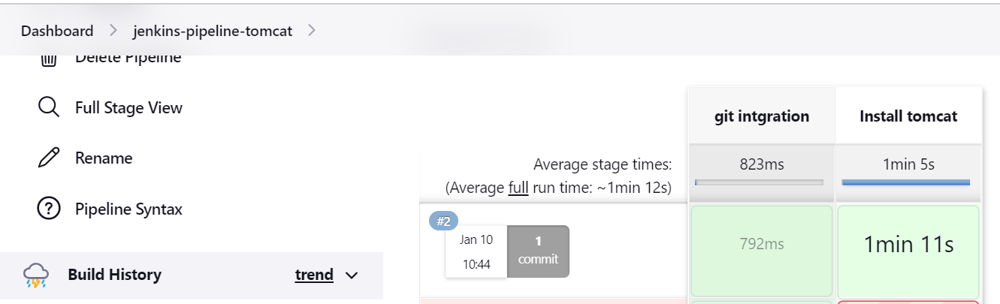 Dashboard
jenkins-pipeline-tomcat
Delete Pipeline
Full Stage View
Rename
Pipeline Syntax
Build History
trend
git intgration
Install tomcat
Average stage times:
823ms
1min 5s
(Average full run time: ~1min 12s)
#2
Jan 10
10:44
1
commit
792ms
1min 11s